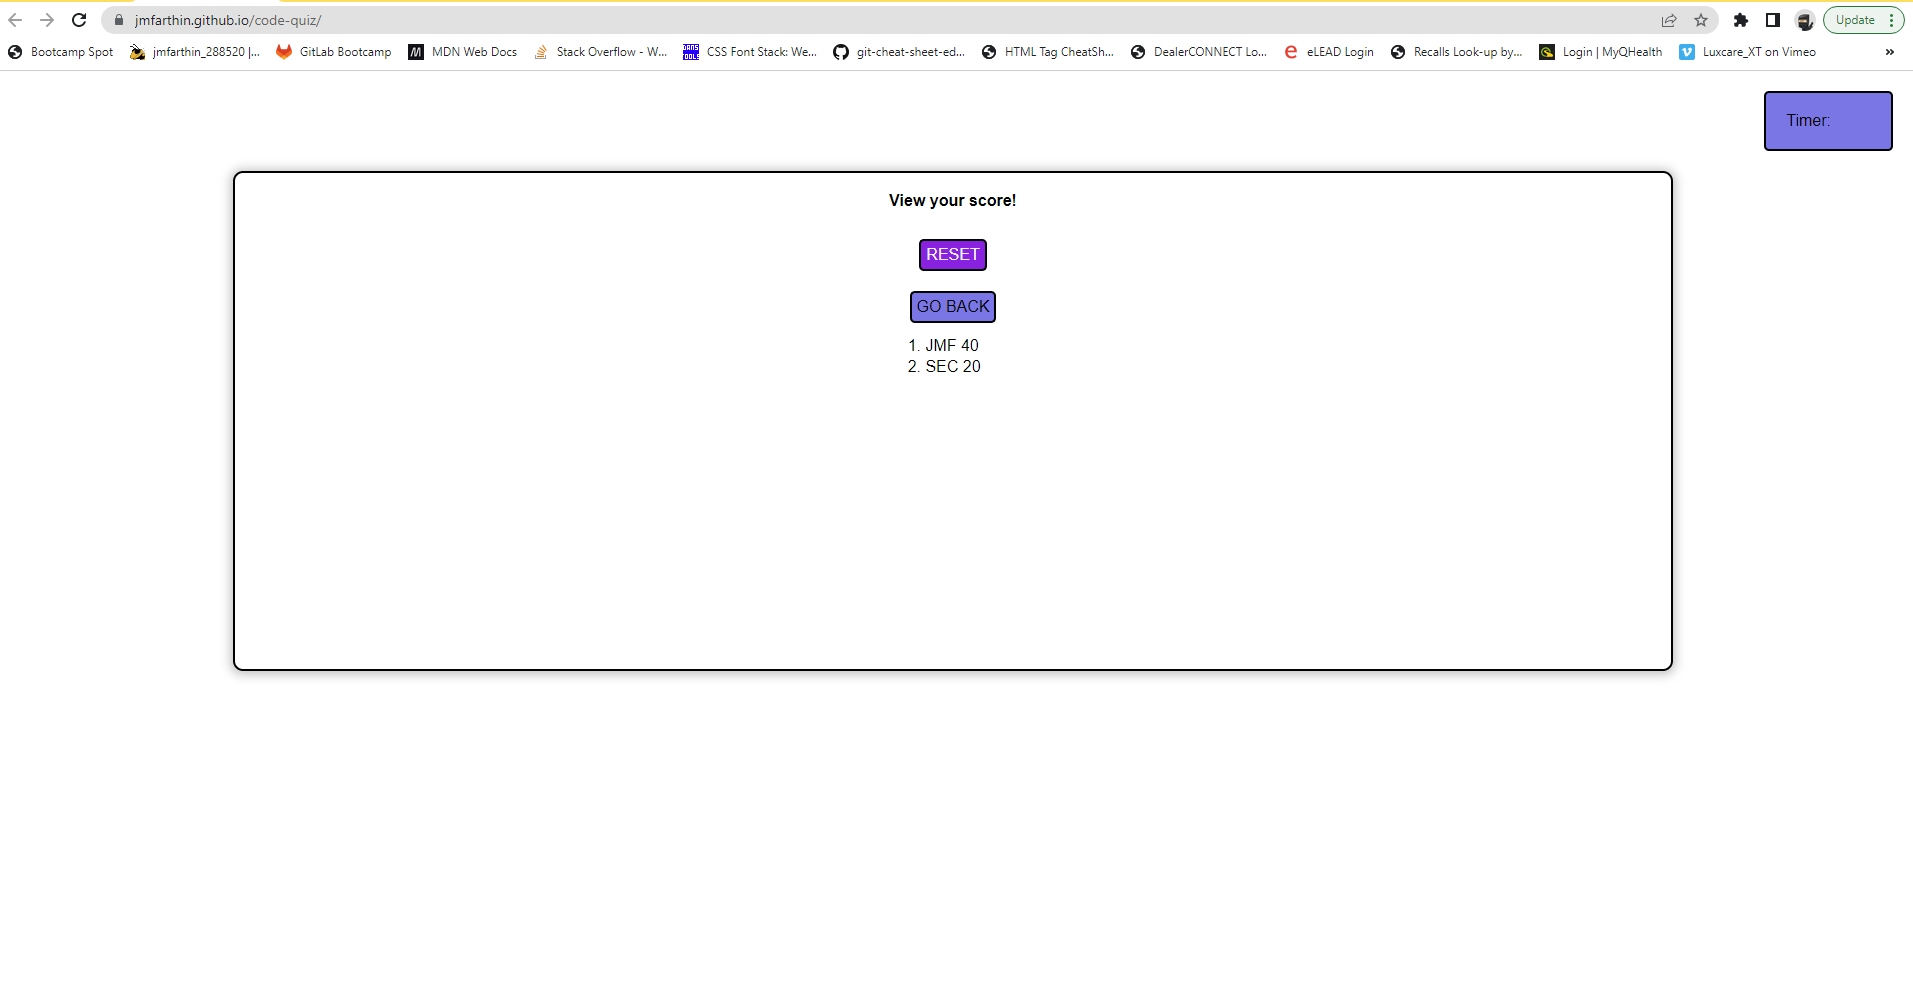 jmfarthin.github.io/code-quiz/
Update
Bootcamp Spot
jmfarthin_288520 |...
GitLab Bootcamp
MDN Web Docs
Stack Overflow - W...
CSS Font Stack: We...
git-cheat-sheet-ed...
HTML Tag CheatSh...
DealerCONNECT Lo...
eLEAD Login
Recalls Look-up by...
Login | MyQHealth
Luxcare_XT on Vimeo
»
Timer:
View your score!
RESET
GO BACK
1. JMF 40
2. SEC 20